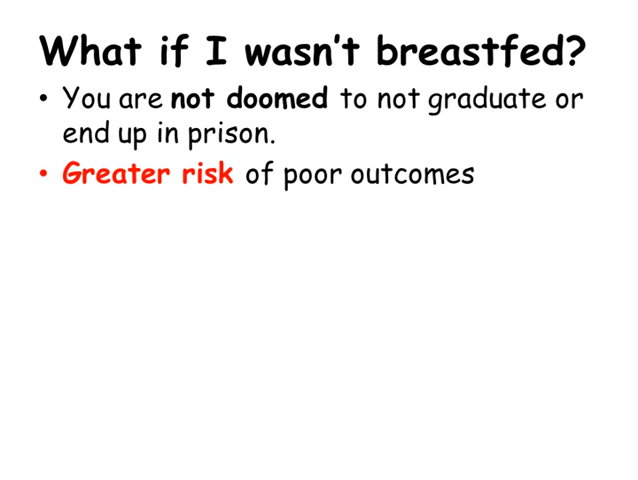 What if I wasn't breastfed?
• You are not doomed to not graduate or
end up in prison.
• Greater risk of poor outcomes